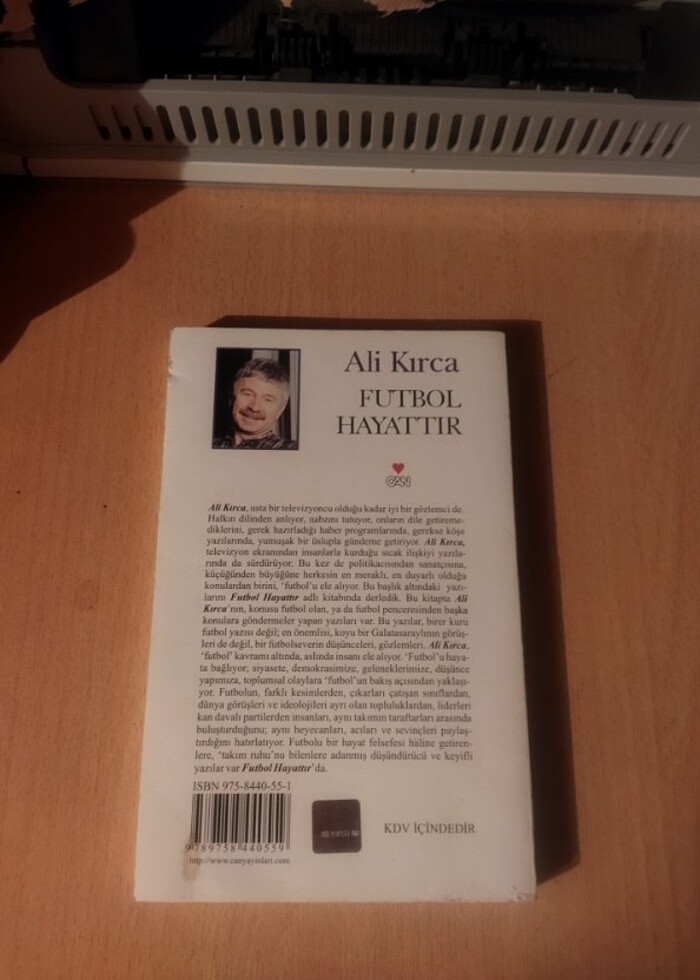 Ali Kırca
FUTBOL
HAYATTIR
CAN
Ali Kırca, usta bir televizyoncu olduğu kadar iyi bir gözlemci de.
Halkın dilinden anlıyor, nabzını tutuyor, onların dile getireme-
diklerini, gerek hazırladığı haber programlarında, gerekse köşe
yazılarında, yumuşak bir üslupla gündeme getiriyor. Ali Kırca,
televizyon ekranından insanlarla kurduğu sıcak ilişkiyi yazıla-
rında da sürdürüyor. Bu kez de politikacısından sanatçısına,
küçüğünden büyüğüne herkesin en meraklı, en duyarlı olduğu
konulardan birini, 'futbol'u ele alıyor. Bu başlık altındaki yazı-
larını Futbol Hayattır adlı kitabında derledik. Bu kitapta Ali
Kırca'nın, konusu futbol olan, ya da futbol penceresinden başka
konulara göndermeler yapan yazıları var. Bu yazılar, birer kuru
futbol yazısı değil; en önemlisi, koyu bir Galatasaraylının görüş-
leri de değil, bir futbolseverin düşünceleri, gözlemleri. Ali Kırca,
'futbol' kavramı altında, aslında insanı ele alıyor. 'Futbol'u haya-
ta bağlıyor; siyasete, demokrasimize, geleneklerimize, düşünce
yapımıza, toplumsal olaylara 'futbol'un bakış açısından yaklaşı-
yor. Futbolun, farklı kesimlerden, çıkarları çatışan sınıflardan,
dünya görüşleri ve ideolojileri ayrı olan topluluklardan, liderleri
kan davalı partilerden insanları, aynı takımın taraftarları arasında
buluşturduğunu; aynı heyecanları, acıları ve sevinçleri paylaş-
tırdığını hatırlatıyor. Futbolu bir hayat felsefesi hâline getiren-
lere, 'takım ruhu'nu bilenlere adanmış düşündürücü ve keyifli
yazılar var Futbol Hayattır'da.
ISBN 975-8440-55-1
9789758440559
http://www.canyayinlari.com
KDV İÇİNDEDİR